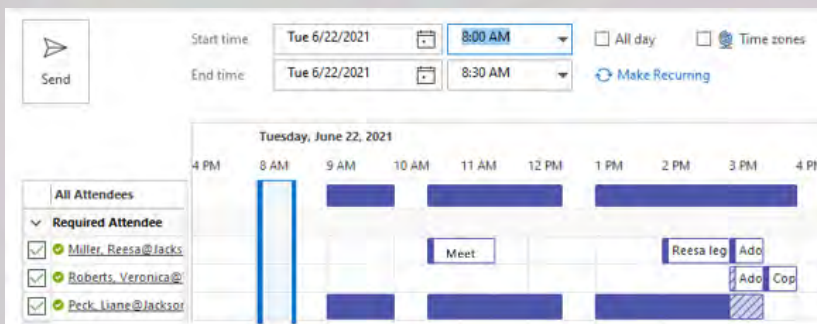 Start time Tue 6/22/2021 8:00 AM All day Time zones
Send
End time Tue 6/22/2021 8:30 AM Make Recurring
Tuesday, June 22, 2021
4 PM 8 AM 9 AM 10 AM 11 AM 12 PM 1 PM 2 PM 3 PM 4 PM
All Attendees
Required Attendee
Miller, Reesa@Jacks Meet Reesa leg Ado
Roberts, Veronica@ Ado Cop
Peck, Liane@Jackson